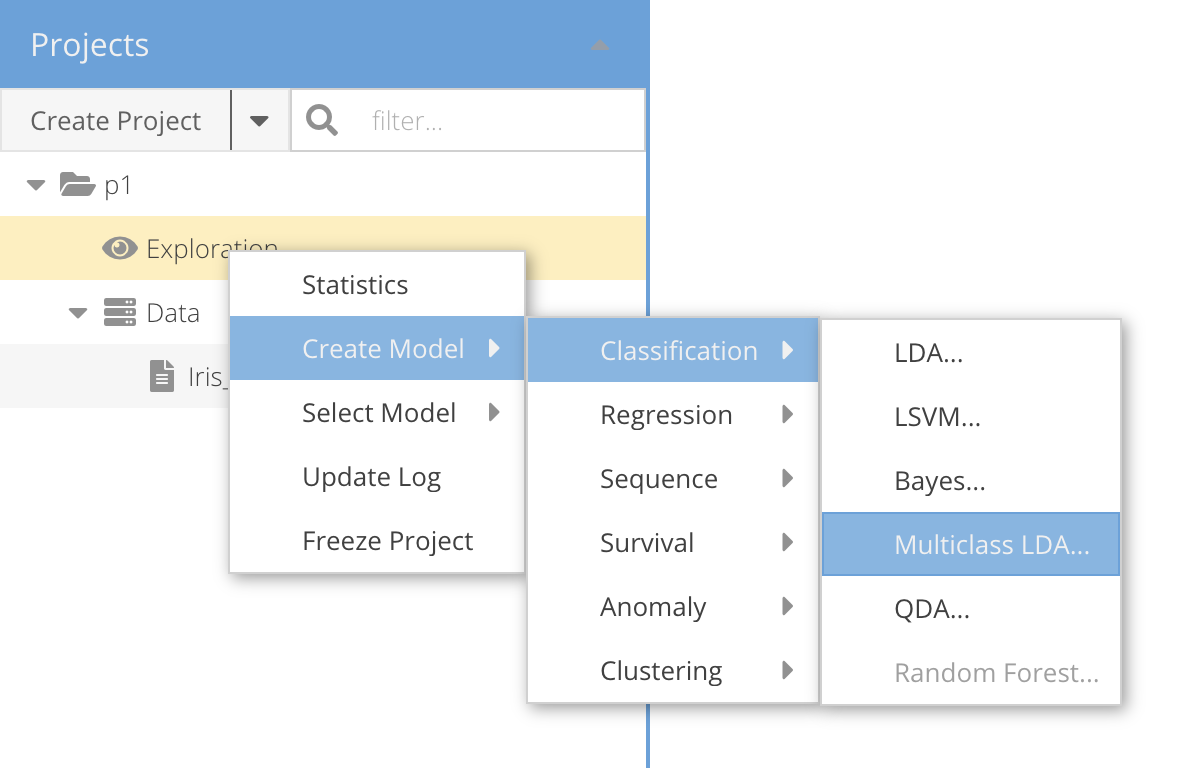 Projects
Create Project
filter...
p1
Exploration
Data
Iris_
Statistics
Create Model
Select Model
Update Log
Freeze Project
Classification
Regression
Sequence
Survival
Anomaly
Clustering
LDA...
LSVM...
Bayes...
Multiclass LDA...
QDA...
Random Forest...